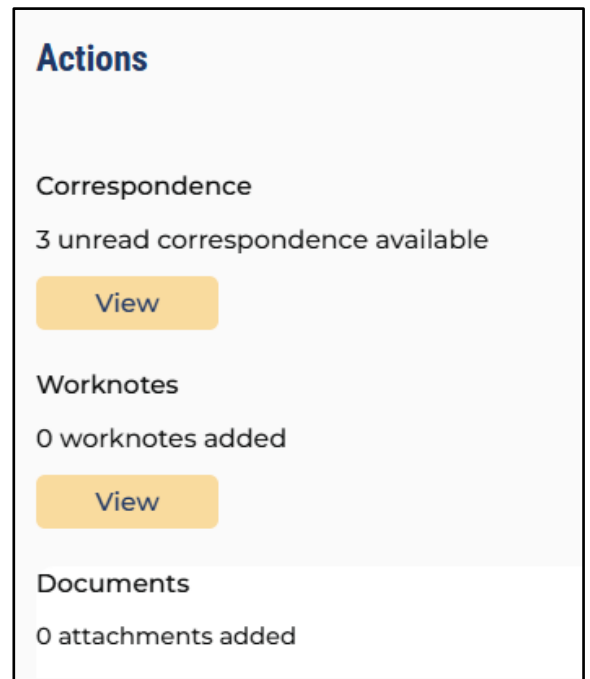 Actions
Correspondence
3 unread correspondence available
View
Worknotes
0 worknotes added
View
Documents
0 attachments added